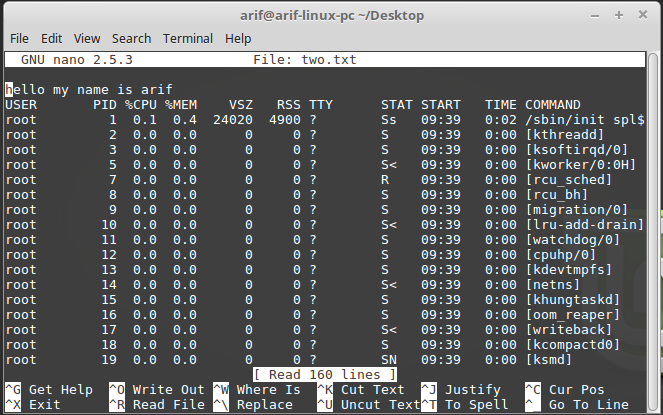 arif@arif-linux-pc ~/Desktop
File Edit View Search Terminal Help
GNU nano 2.5.3 File: two.txt
hello my name is arif
USER PID %CPU %MEM VSZ RSS TTY STAT START TIME COMMAND
root 1 0.1 0.4 24020 4900 ? Ss 09:39 0:02 /sbin/init spl$
root 2 0.0 0.0 0 0 ? S 09:39 0:00 [kthreadd]
root 3 0.0 0.0 0 0 ? S 09:39 0:00 [ksoftirqd/0]
root 5 0.0 0.0 0 0 ? S< 09:39 0:00 [kworker/0:0H]
root 7 0.0 0.0 0 0 ? R 09:39 0:00 [rcu_sched]
root 8 0.0 0.0 0 0 ? S 09:39 0:00 [rcu_bh]
root 9 0.0 0.0 0 0 ? S 09:39 0:00 [migration/0]
root 10 0.0 0.0 0 0 ? S< 09:39 0:00 [lru-add-drain]
root 11 0.0 0.0 0 0 ? S 09:39 0:00 [watchdog/0]
root 12 0.0 0.0 0 0 ? S 09:39 0:00 [cpuhp/0]
root 13 0.0 0.0 0 0 ? S 09:39 0:00 [kdevtmpfs]
root 14 0.0 0.0 0 0 ? S< 09:39 0:00 [netns]
root 15 0.0 0.0 0 0 ? S 09:39 0:00 [khungtaskd]
root 16 0.0 0.0 0 0 ? S 09:39 0:00 [oom_reaper]
root 17 0.0 0.0 0 0 ? S< 09:39 0:00 [writeback]
root 18 0.0 0.0 0 0 ? S 09:39 0:00 [kcompactd0]
root 19 0.0 0.0 0 0 ? SN 09:39 0:00 [ksmd]
[ Read 160 lines ]
^G Get Help ^O Write Out ^W Where Is ^K Cut Text ^J Justify ^C Cur Pos
^X Exit ^R Read File ^\ Replace ^U Uncut Text ^T To Spell ^_ Go To Line